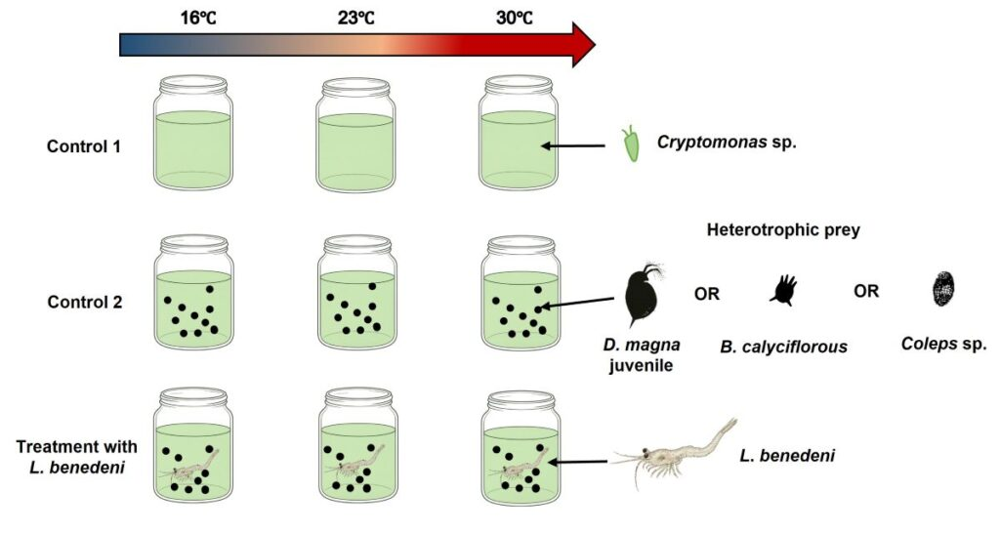 16℃ 23℃ 30℃
Control 1
Cryptomonas sp.
Heterotrophic prey
Control 2
OR OR
D. magna
juvenile
B. calyciflorous
Coleps sp.
Treatment with
L. benedeni
L. benedeni